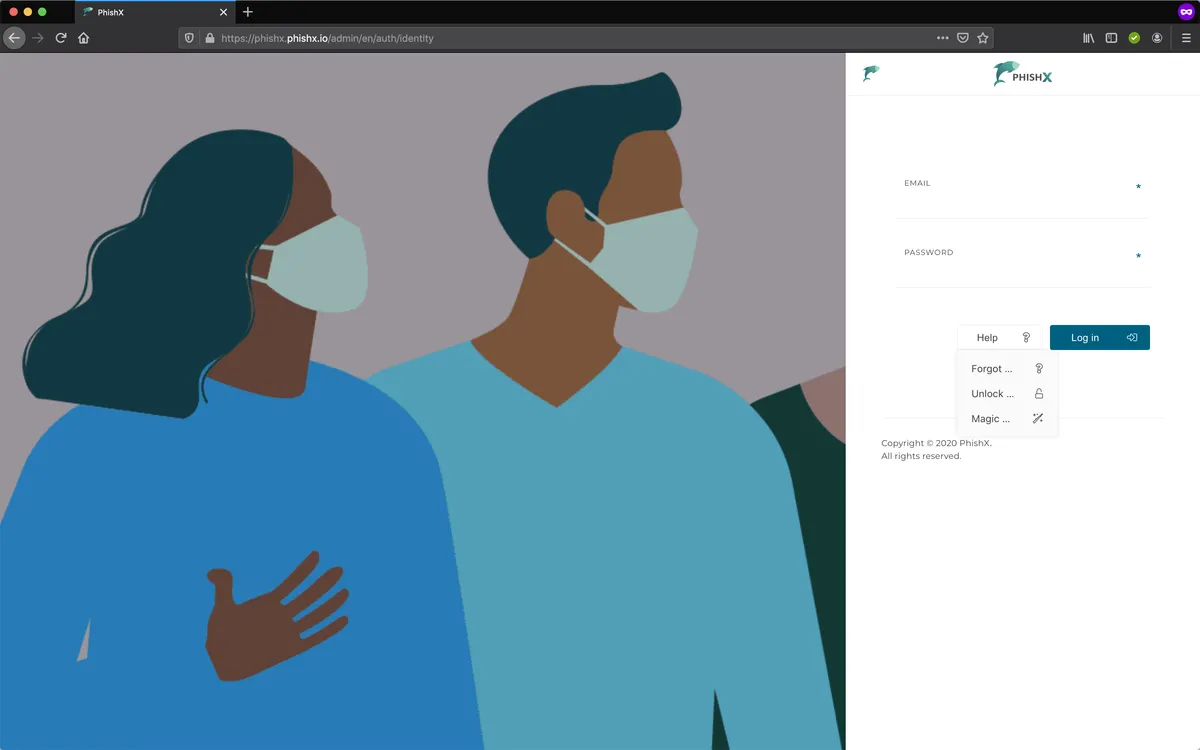 PhishX
https://phishx.phishx.io/admin/en/auth/identity
PHISHX
EMAIL *
PASSWORD *
Help
Log in
Forgot ...
Unlock ...
Magic ...
Copyright © 2020 PhishX.
All rights reserved.